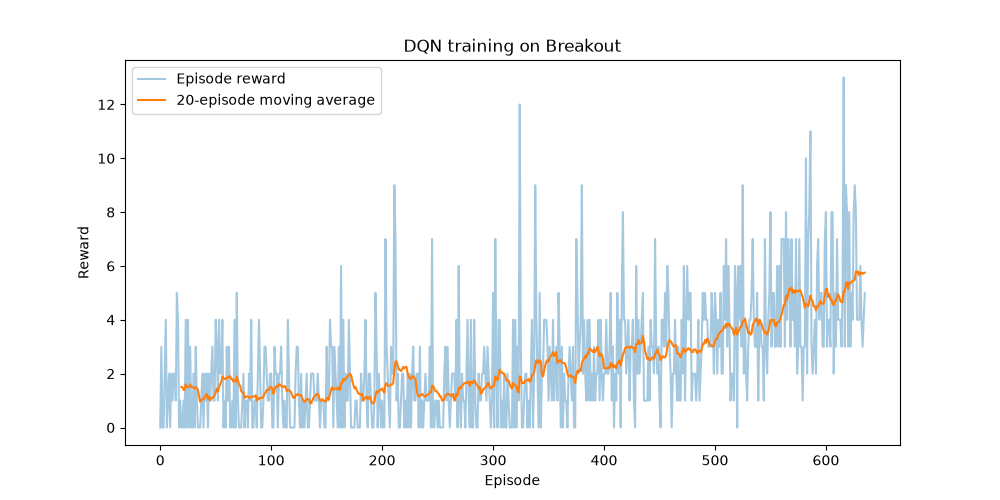 DQN training on Breakout
Episode reward
20-episode moving average
Reward
12
10
8
6
4
2
0
0 100 200 300 400 500 600
Episode